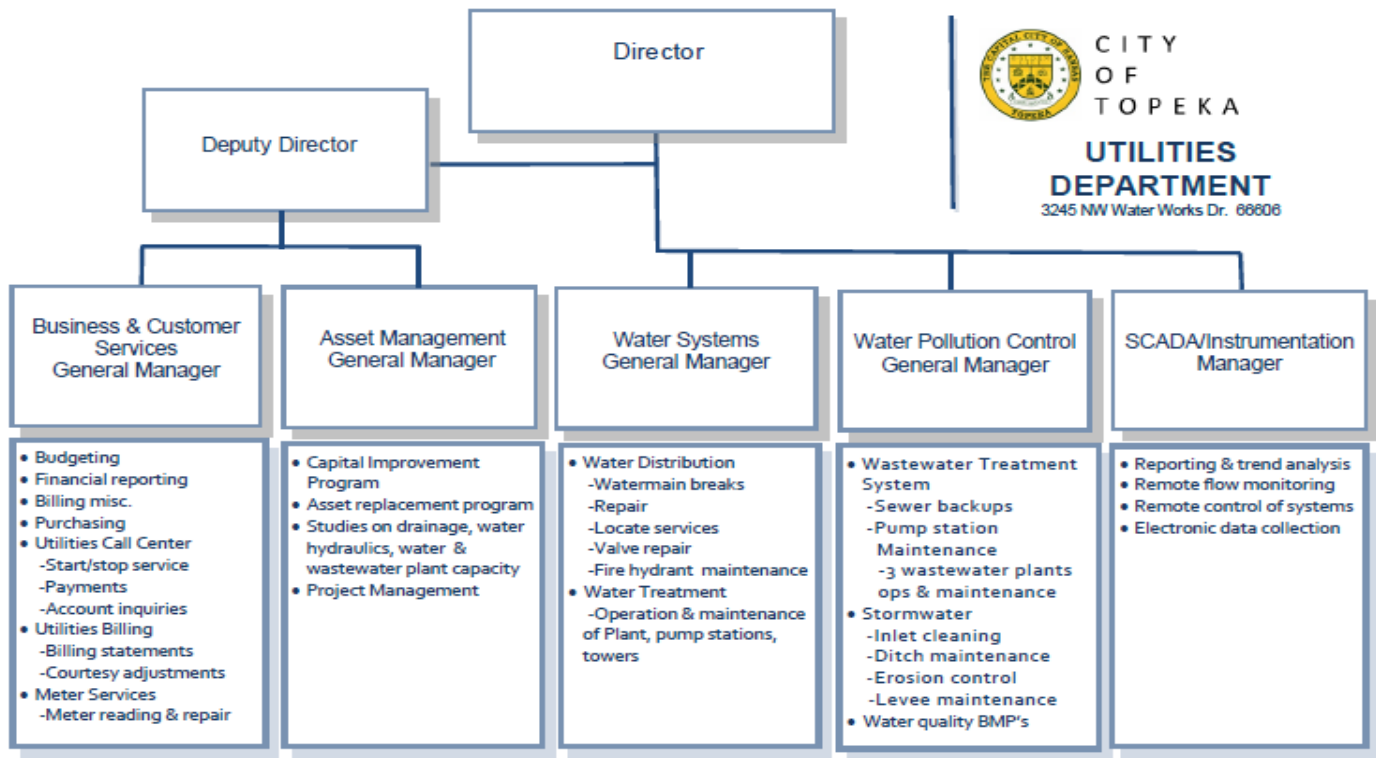 Director
Deputy Director
THE CAPITAL CITY OF KANSAS
TOPEKA
CITY
OF
TOPEKA
UTILITIES
DEPARTMENT
3245 NW Water Works Dr. 66606
Business & Customer
Services
General Manager
• Budgeting
• Financial reporting
• Billing misc.
• Purchasing
• Utilities Call Center
-Start/stop service
-Payments
-Account inquiries
• Utilities Billing
-Billing statements
-Courtesy adjustments
• Meter Services
-Meter reading & repair
Asset Management
General Manager
• Capital Improvement
Program
• Asset replacement program
• Studies on drainage, water
hydraulics, water &
wastewater plant capacity
• Project Management
Water Systems
General Manager
• Water Distribution
-Watermain breaks
-Repair
-Locate services
-Valve repair
-Fire hydrant maintenance
• Water Treatment
-Operation & maintenance
of Plant, pump stations,
towers
Water Pollution Control
General Manager
• Wastewater Treatment
System
-Sewer backups
-Pump station
Maintenance
-3 wastewater plants
ops & maintenance
• Stormwater
-Inlet cleaning
-Ditch maintenance
-Erosion control
-Levee maintenance
• Water quality BMP's
SCADA/Instrumentation
Manager
• Reporting & trend analysis
• Remote flow monitoring
• Remote control of systems
• Electronic data collection